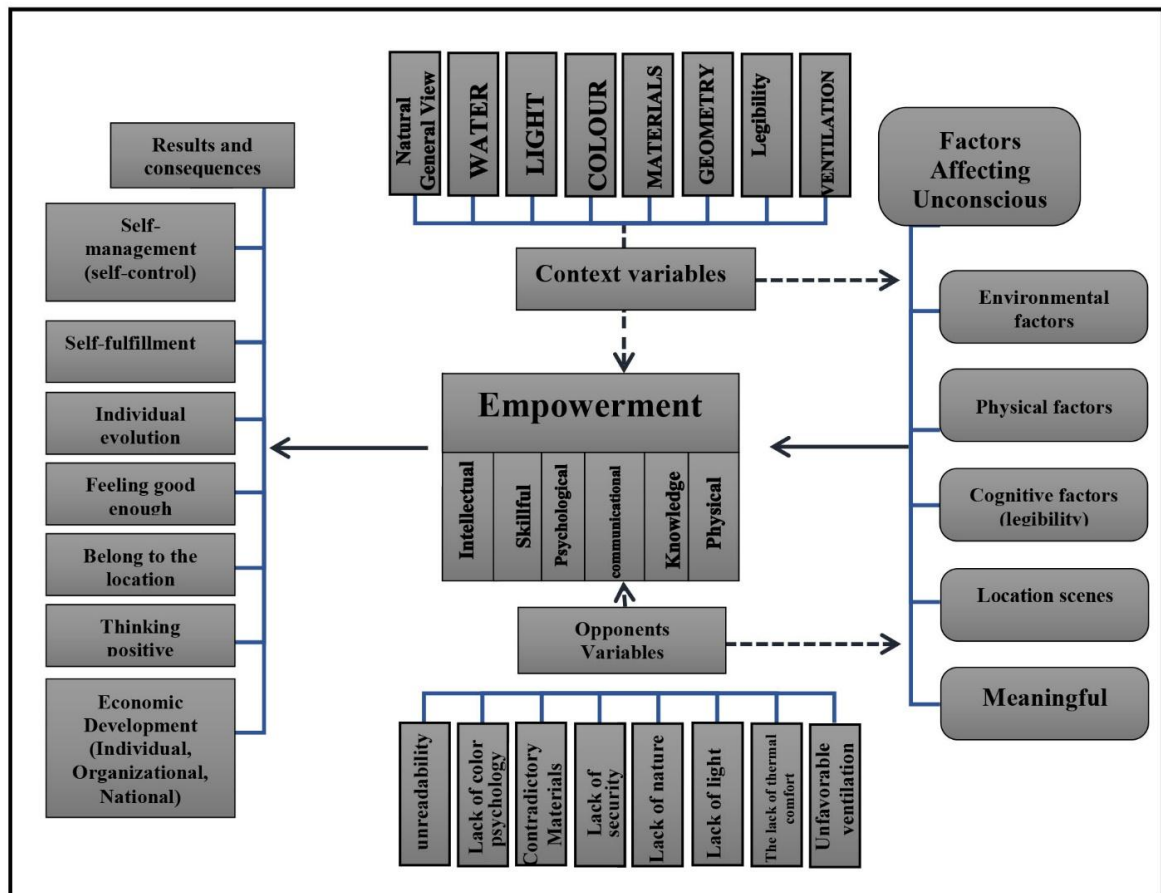 Natural
General View
WATER
LIGHT
COLOUR
MATERIALS
GEOMETRY
Legibility
VENTILATION
Results and
consequences
Self-
management
(self-control)
Self-fulfillment
Individual
evolution
Feeling good
enough
Belong to the
location
Thinking
positive
Economic
Development
(Individual,
Organizational,
National)
Context variables
Empowerment
Intellectual
Skillful
Psychological
communicational
Knowledge
Physical
Opponents
Variables
unreadability
Lack of color
psychology
Contradictory
Materials
Lack of
security
Lack of nature
Lack of light
The lack of thermal
comfort
Unfavorable
ventilation
Factors
Affecting
Unconscious
Environmental
factors
Physical factors
Cognitive factors
(legibility)
Location scenes
Meaningful